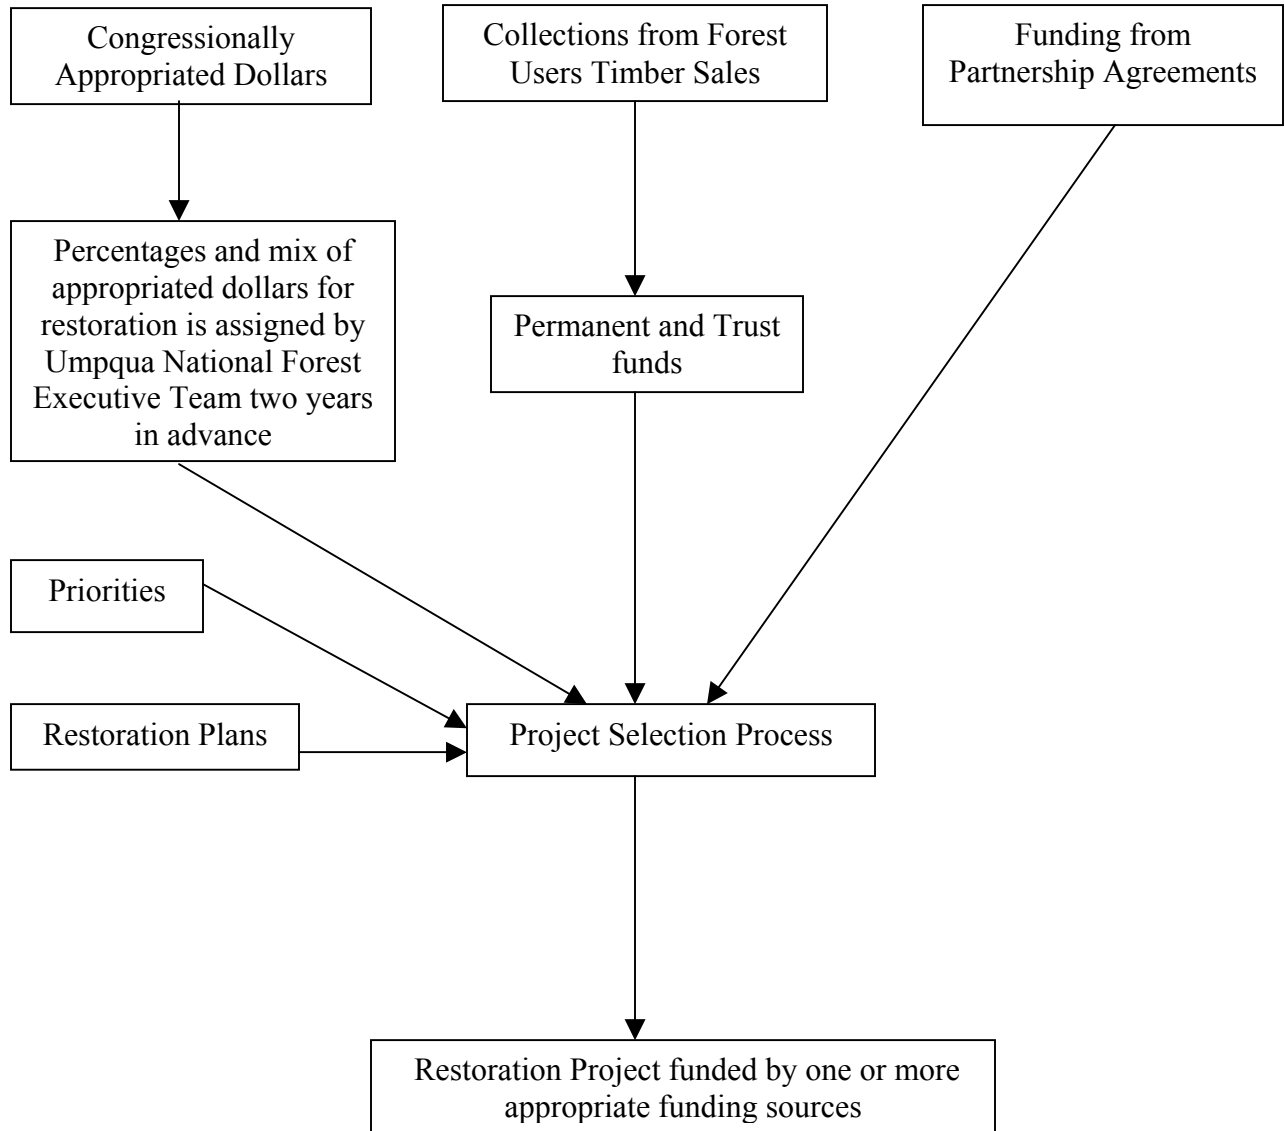 Congressionally
Appropriated Dollars
Collections from Forest
Users Timber Sales
Funding from
Partnership Agreements
Percentages and mix of
appropriated dollars for
restoration is assigned by
Umpqua National Forest
Executive Team two years
in advance
Permanent and Trust
funds
Priorities
Restoration Plans
Project Selection Process
Restoration Project funded by one or more
appropriate funding sources